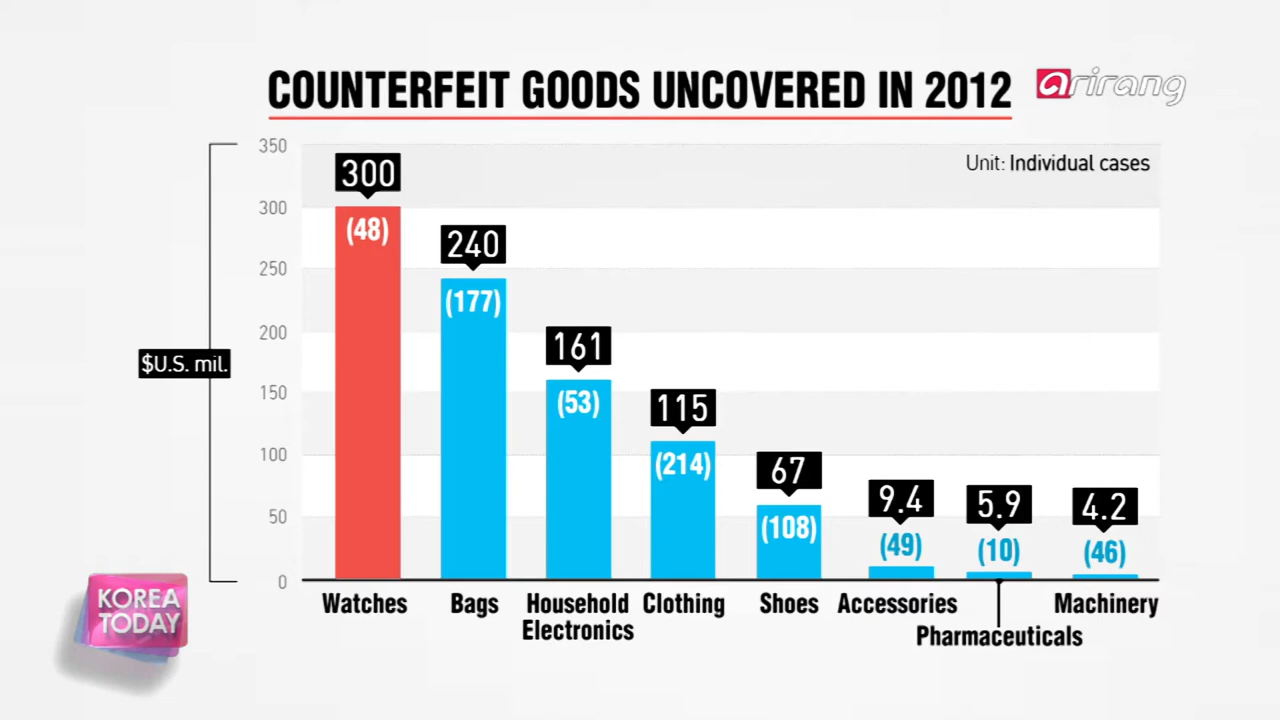 COUNTERFEIT GOODS UNCOVERED IN 2012
arirang
Unit: Individual cases
$U.S. mil.
350
300
250
200
150
100
50
0
300
(48)
240
(177)
161
(53)
115
(214)
67
(108)
9.4
(49)
5.9
(10)
4.2
(46)
Watches
Bags
Household
Electronics
Clothing
Shoes
Accessories
Pharmaceuticals
Machinery
KOREA
TODAY